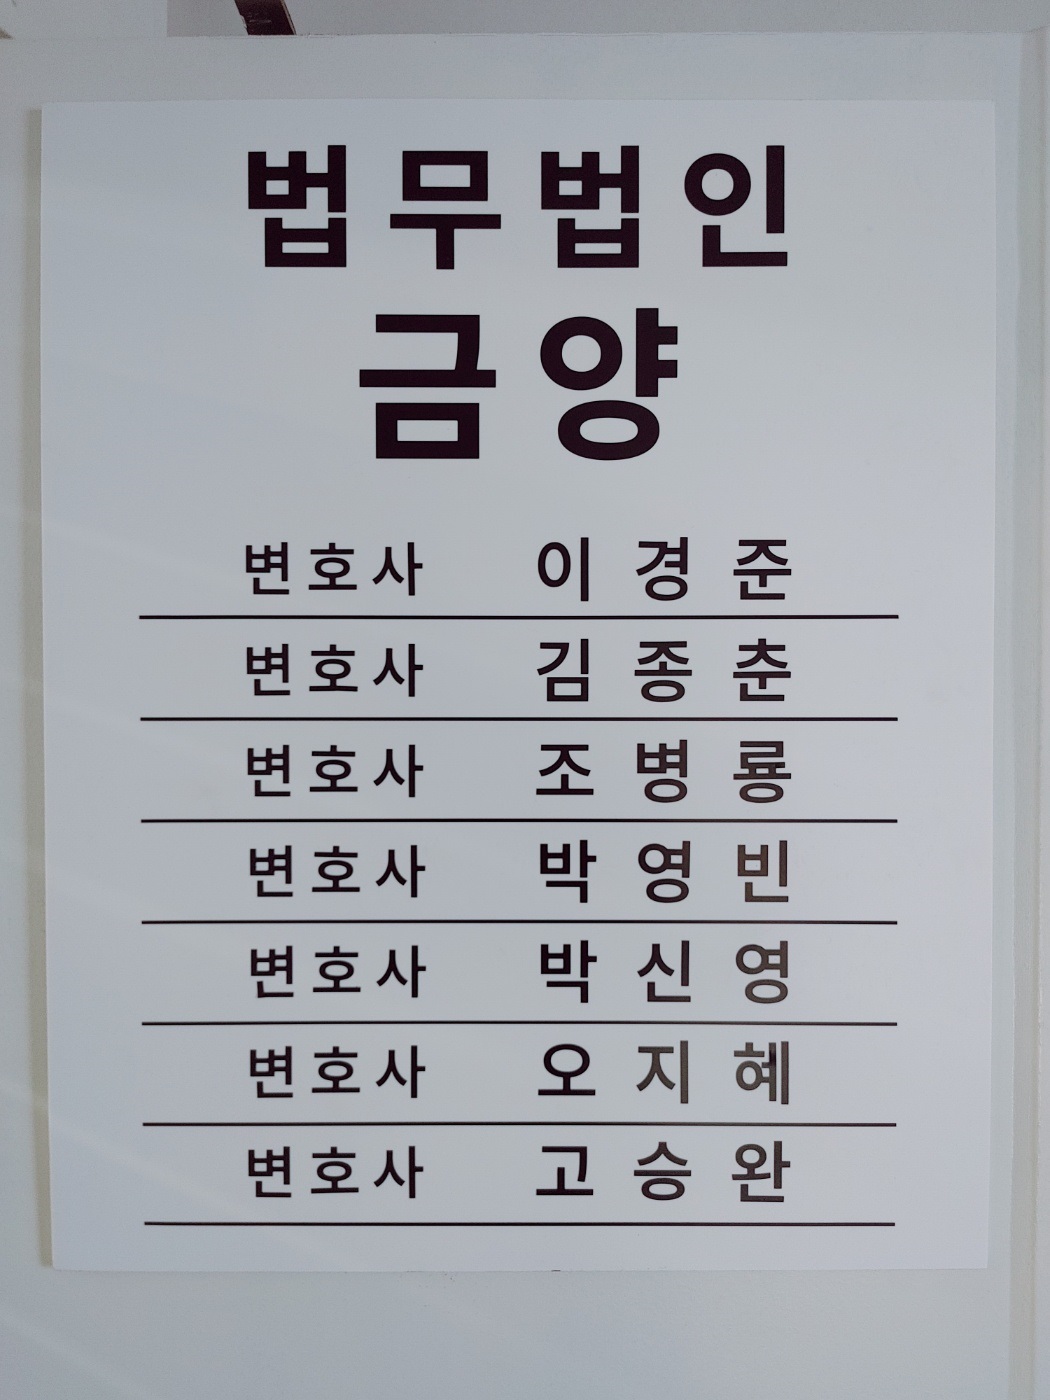 법무법인
금양
변호사 이경준
변호사 김종춘
변호사 조병룡
변호사 박영빈
변호사 박신영
변호사 오지혜
변호사 고승완